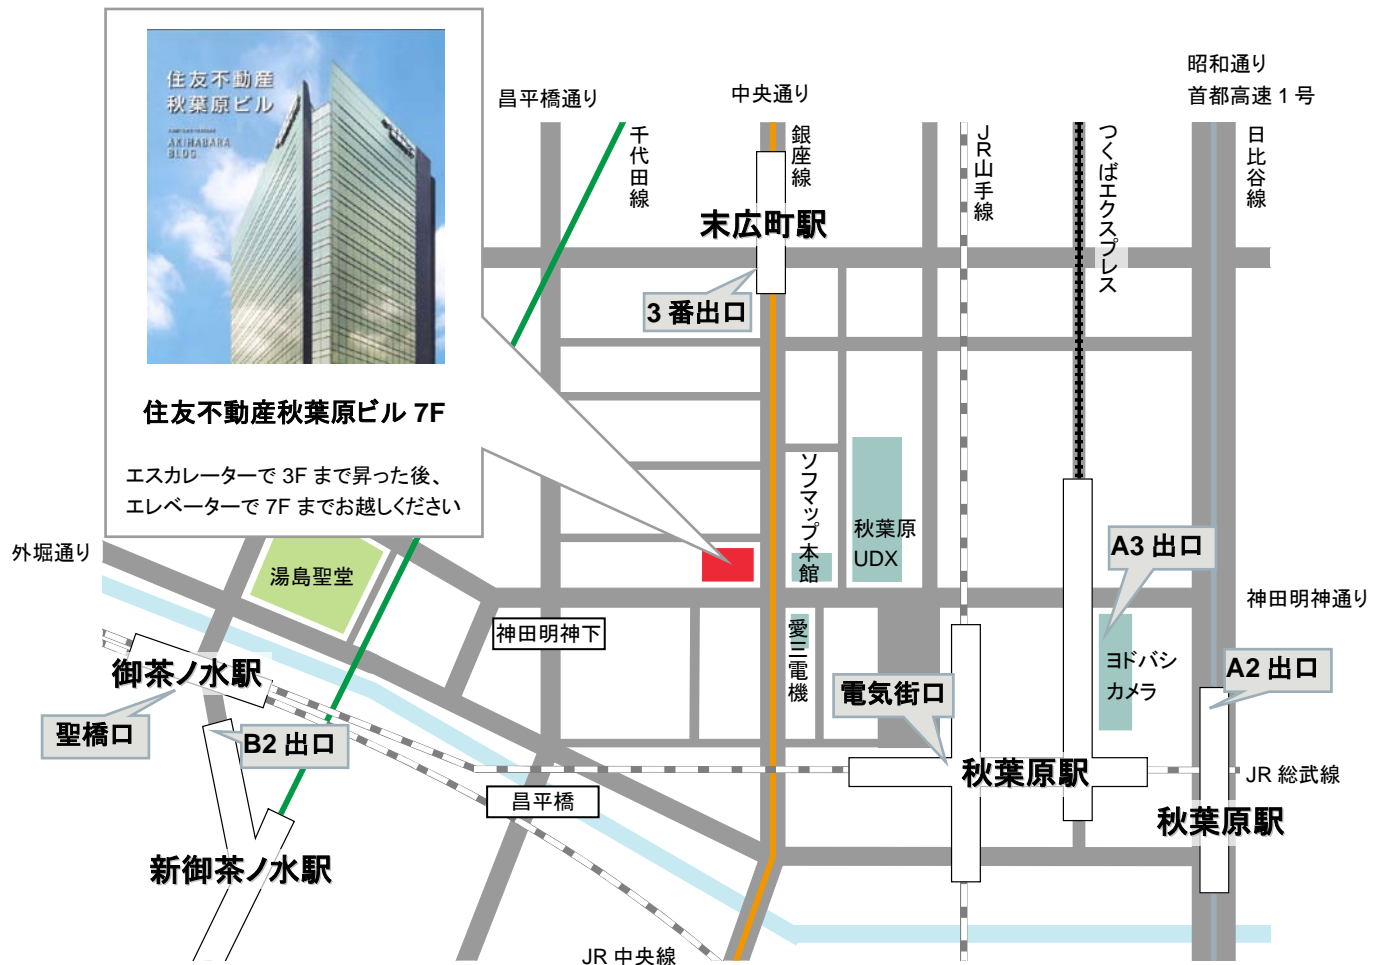 住友不動産
秋葉原ビル
AKIHABARA
BLDG.
住友不動産秋葉原ビル 7F
エスカレーターで 3F まで昇った後、
エレベーターで 7F までお越しください
昌平橋通り
中央通り
昭和通り
首都高速 1 号
千代田線
銀座線
JR山手線
つくばエクスプレス
日比谷線
末広町駅
3 番出口
ソフマップ本館
秋葉原
UDX
A3 出口
外堀通り
湯島聖堂
神田明神通り
神田明神下
愛三電機
ヨドバシ
カメラ
A2 出口
御茶ノ水駅
電気街口
聖橋口
B2 出口
秋葉原駅
JR 総武線
昌平橋
秋葉原駅
新御茶ノ水駅
JR 中央線